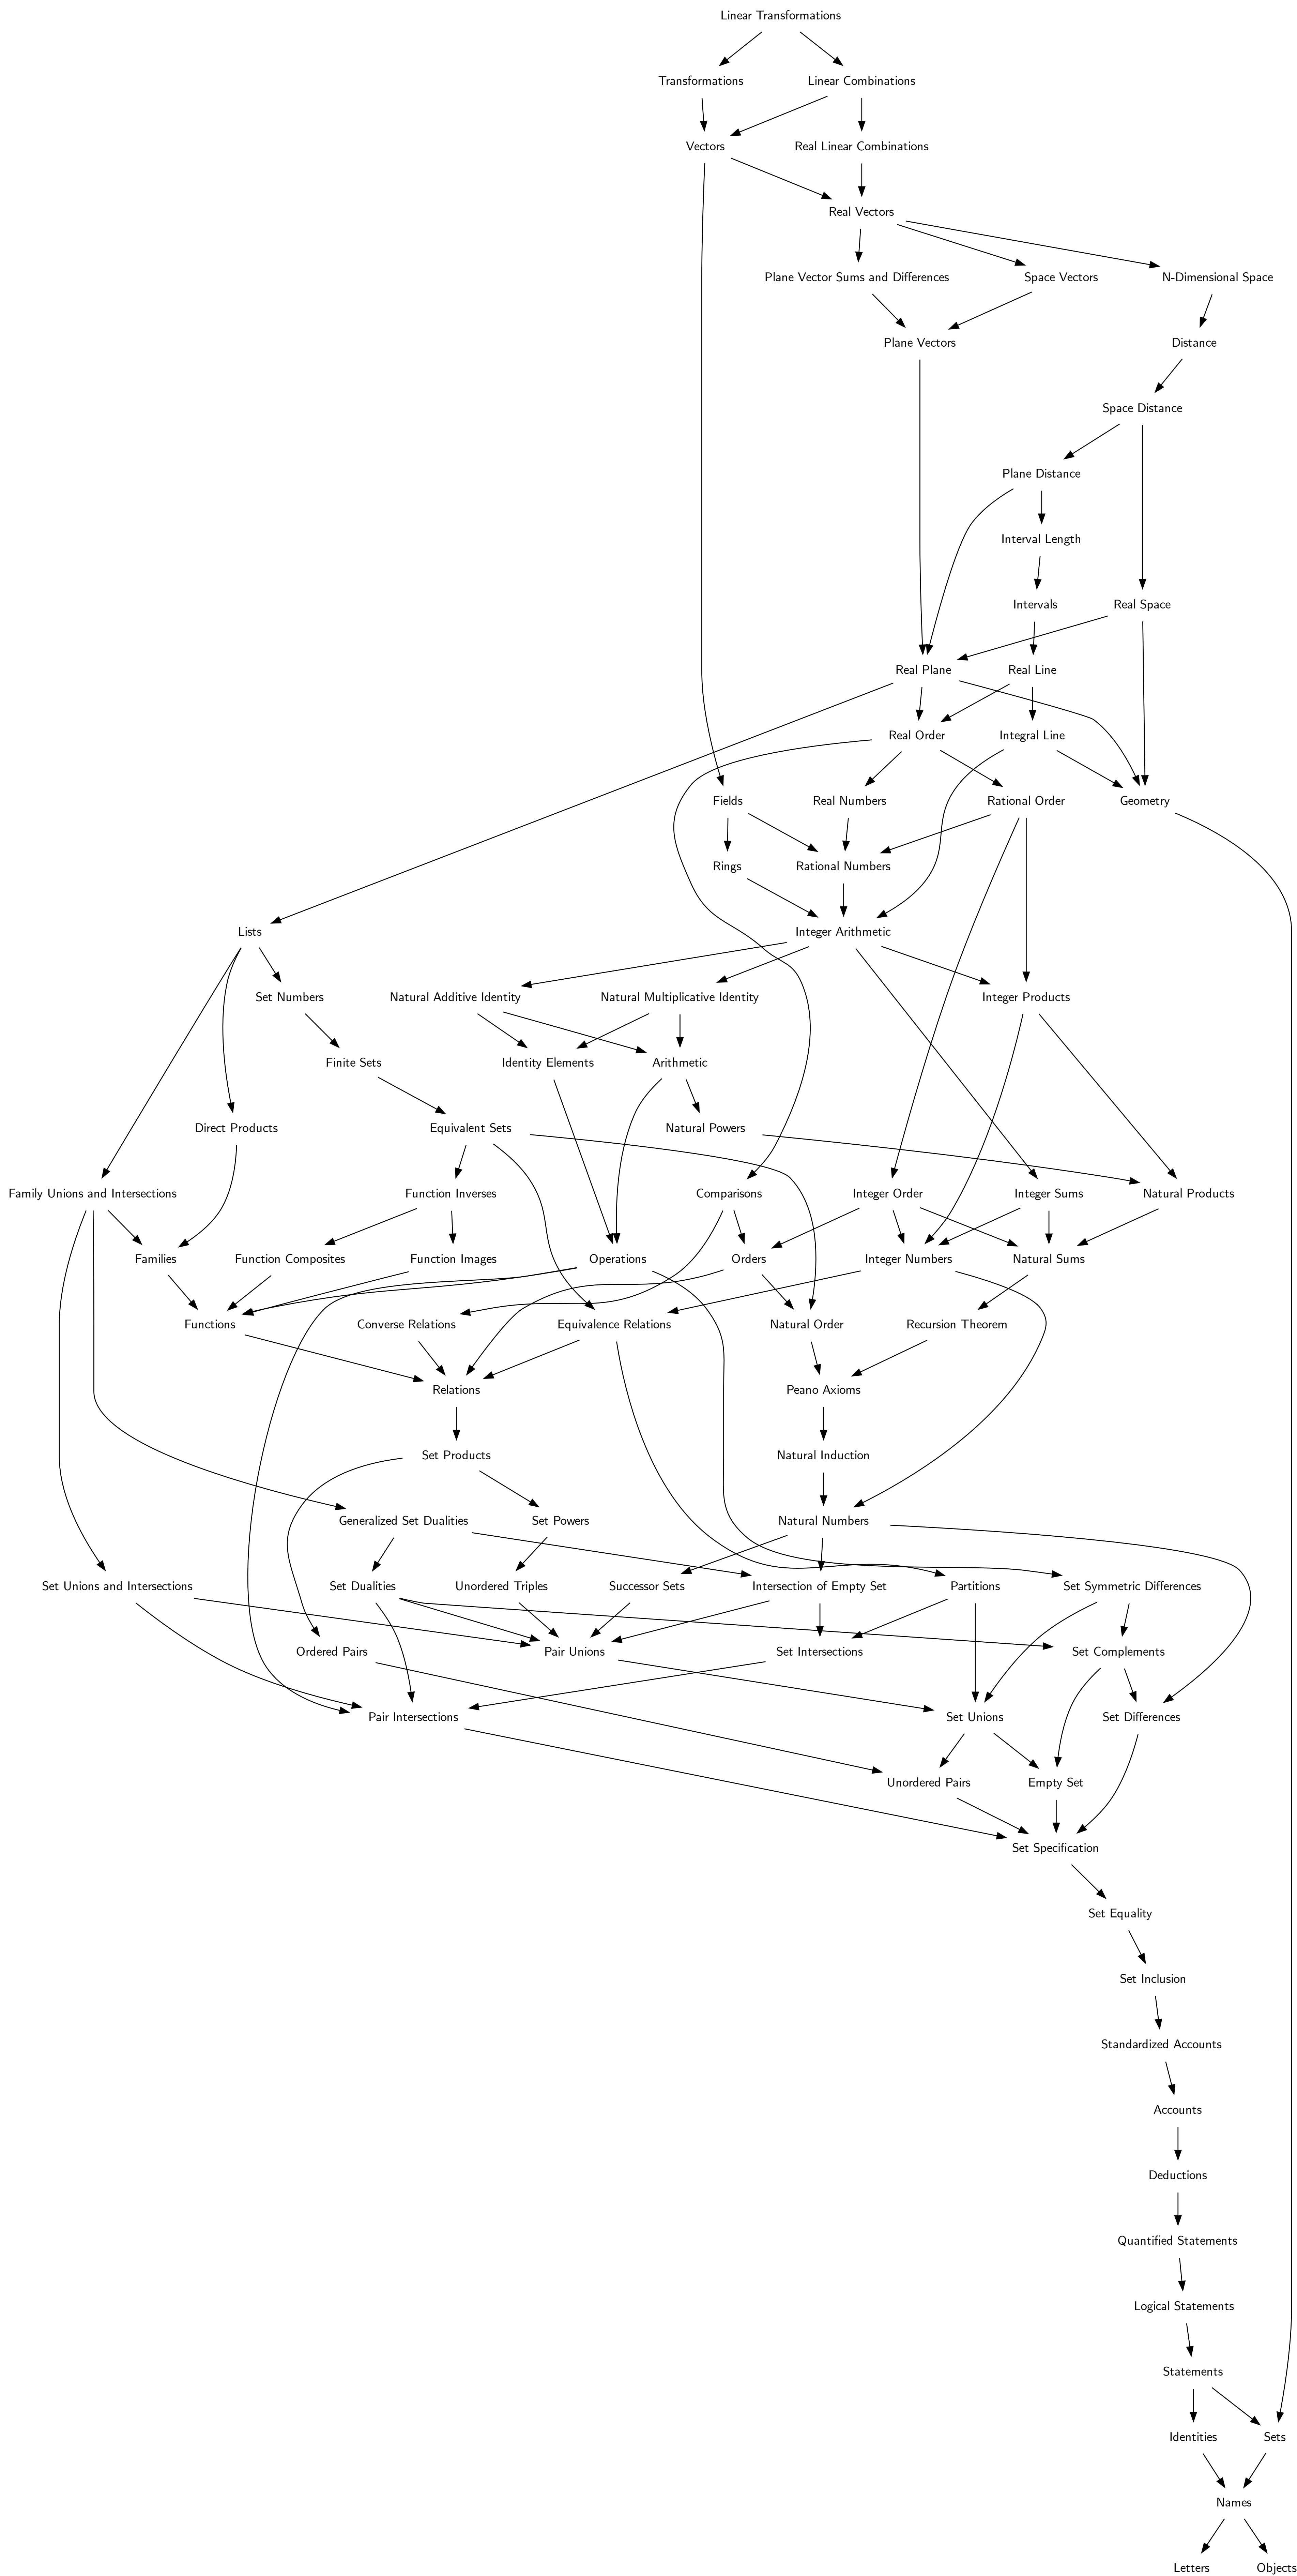 Linear Transformations
Transformations
Linear Combinations
Vectors
Real Linear Combinations
Real Vectors
Plane Vector Sums and Differences
Space Vectors
N-Dimensional Space
Plane Vectors
Distance
Space Distance
Plane Distance
Interval Length
Intervals
Real Space
Real Plane
Real Line
Real Order
Integral Line
Fields
Real Numbers
Rational Order
Geometry
Rings
Rational Numbers
Lists
Integer Arithmetic
Set Numbers
Natural Additive Identity
Natural Multiplicative Identity
Integer Products
Finite Sets
Identity Elements
Arithmetic
Direct Products
Equivalent Sets
Natural Powers
Family Unions and Intersections
Function Inverses
Comparisons
Integer Order
Integer Sums
Natural Products
Families
Function Composites
Function Images
Operations
Orders
Integer Numbers
Natural Sums
Functions
Converse Relations
Equivalence Relations
Natural Order
Recursion Theorem
Relations
Peano Axioms
Set Products
Natural Induction
Generalized Set Dualities
Set Powers
Natural Numbers
Set Unions and Intersections
Set Dualities
Unordered Triples
Successor Sets
Intersection of Empty Set
Partitions
Set Symmetric Differences
Ordered Pairs
Pair Unions
Set Intersections
Set Complements
Pair Intersections
Set Unions
Set Differences
Unordered Pairs
Empty Set
Set Specification
Set Equality
Set Inclusion
Standardized Accounts
Accounts
Deductions
Quantified Statements
Logical Statements
Statements
Identities
Sets
Names
Letters
Objects